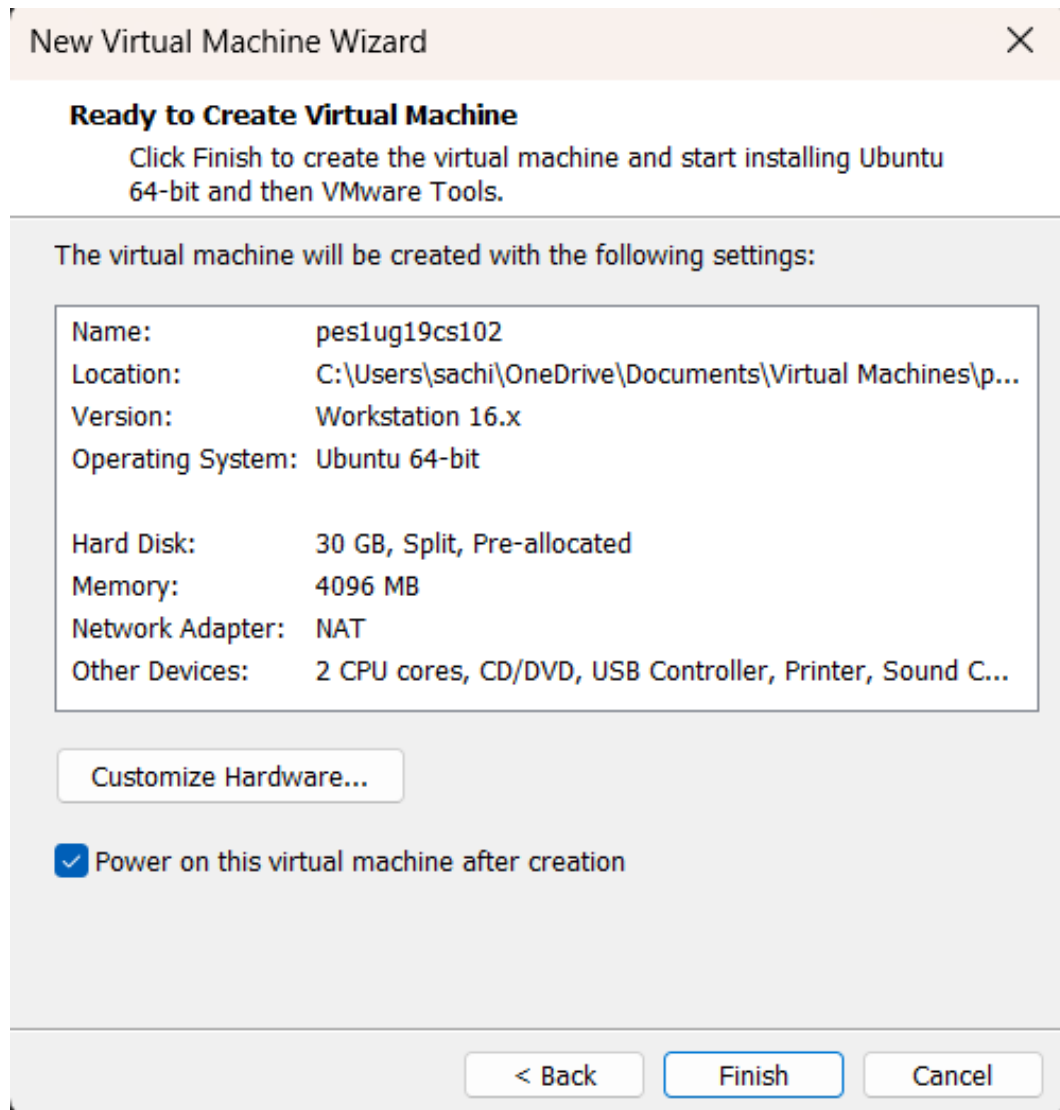 New Virtual Machine Wizard
Ready to Create Virtual Machine
Click Finish to create the virtual machine and start installing Ubuntu
64-bit and then VMware Tools.
The virtual machine will be created with the following settings:
Name: pes1ug19cs102
Location: C:\Users\sachi\OneDrive\Documents\Virtual Machines\p...
Version: Workstation 16.x
Operating System: Ubuntu 64-bit
Hard Disk: 30 GB, Split, Pre-allocated
Memory: 4096 MB
Network Adapter: NAT
Other Devices: 2 CPU cores, CD/DVD, USB Controller, Printer, Sound C...
Customize Hardware...
Power on this virtual machine after creation
< Back Finish Cancel